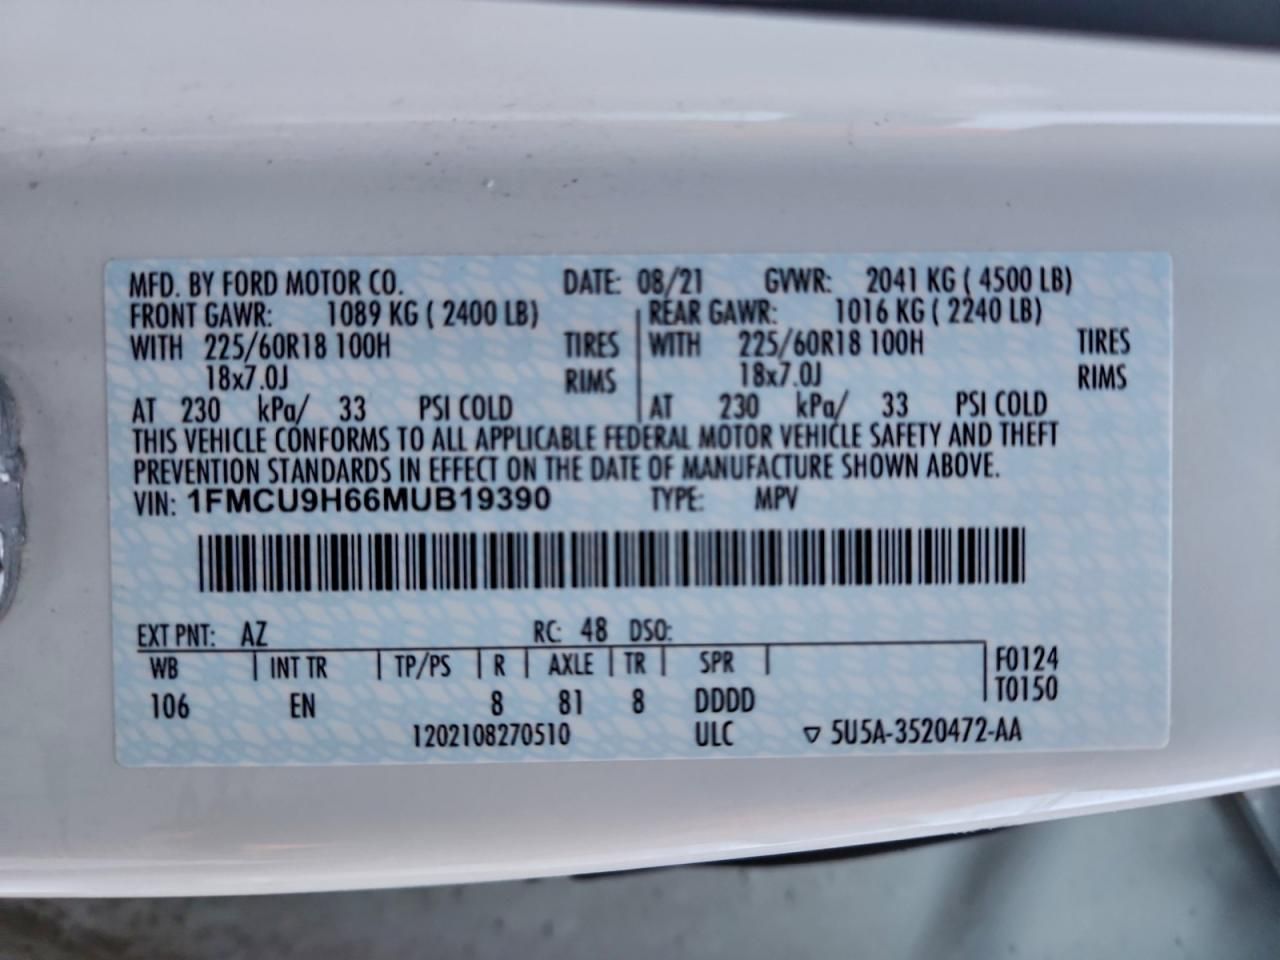 MFD. BY FORD MOTOR CO. DATE: 08/21 GVWR: 2041 KG ( 4500 LB)
FRONT GAWR: 1089 KG ( 2400 LB) REAR GAWR: 1016 KG ( 2240 LB)
WITH 225/60R18 100H TIRES WITH 225/60R18 100H TIRES
18x7.0J RIMS 18x7.0J RIMS
AT 230 kPa/ 33 PSI COLD AT 230 kPa/ 33 PSI COLD
THIS VEHICLE CONFORMS TO ALL APPLICABLE FEDERAL MOTOR VEHICLE SAFETY AND THEFT
PREVENTION STANDARDS IN EFFECT ON THE DATE OF MANUFACTURE SHOWN ABOVE.
VIN: 1FMCU9H66MUB19390 TYPE: MPV
EXT PNT: AZ RC: 48 DSO:
WB INT TR TP/PS R AXLE TR SPR F0124
106 EN 8 81 8 DDDD T0150
1202108270510 ULC ▽ 5U5A-3520472-AA